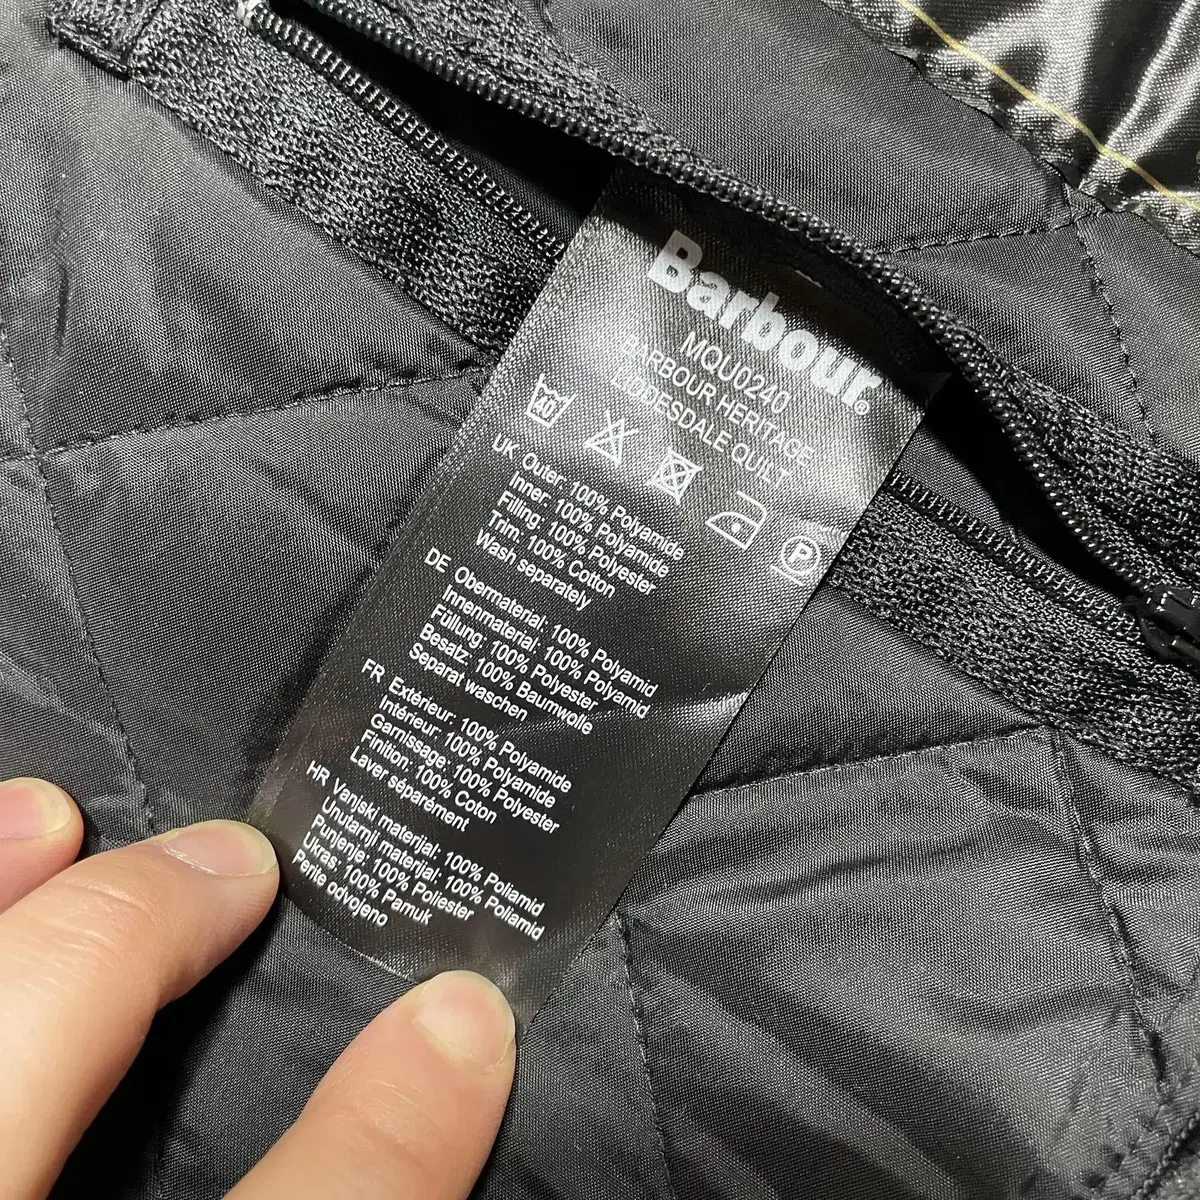 Barbour®
MQU0240
BARBOUR HERITAGE
LIDDESDALE QUILT
40
P
UK Outer: 100% Polyamide
Inner: 100% Polyamide
Filling: 100% Polyester
Trim: 100% Cotton
Wash separately
DE Obermaterial: 100% Polyamid
Innenmaterial: 100% Polyamid
Füllung: 100% Polyester
Besatz: 100% Baumwolle
Separat waschen
FR Extérieur: 100% Polyamide
Intérieur: 100% Polyamide
Garnissage: 100% Polyester
Finition: 100% Coton
Laver séparément
HR Vanjski materijal: 100% Poliamid
Unutarnji materijal: 100% Poliamid
Punjenje: 100% Poliester
Ukras: 100% Pamuk
Perite odvojeno